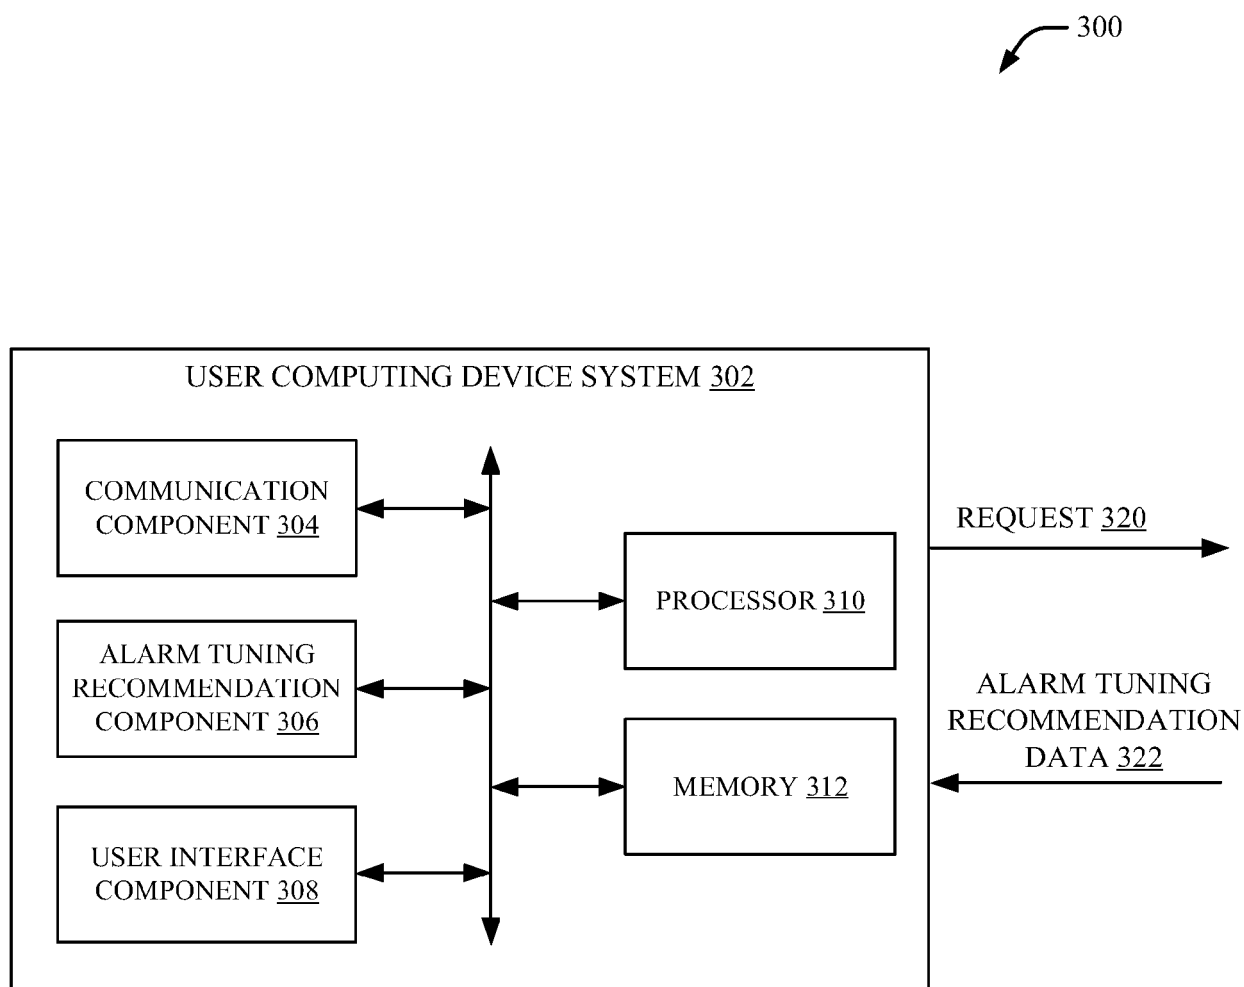 300
USER COMPUTING DEVICE SYSTEM 302
COMMUNICATION
COMPONENT 304
REQUEST 320
PROCESSOR 310
ALARM TUNING
RECOMMENDATION
COMPONENT 306
ALARM TUNING
RECOMMENDATION
DATA 322
MEMORY 312
USER INTERFACE
COMPONENT 308